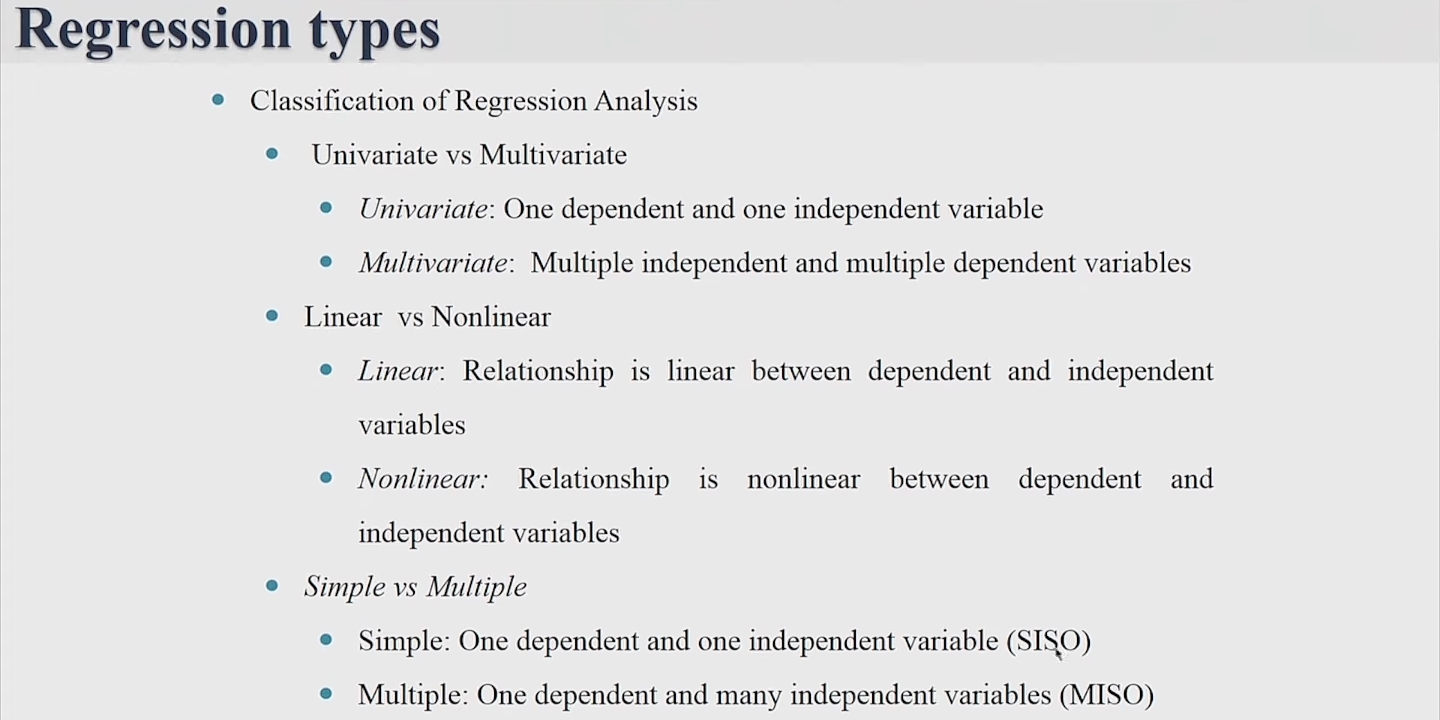 Regression types
Classification of Regression Analysis
Univariate vs Multivariate
Univariate: One dependent and one independent variable
Multivariate: Multiple independent and multiple dependent variables
Linear vs Nonlinear
Linear: Relationship is linear between dependent and independent
variables
Nonlinear: Relationship is nonlinear between dependent and
independent variables
Simple vs Multiple
Simple: One dependent and one independent variable (SISO)
Multiple: One dependent and many independent variables (MISO)